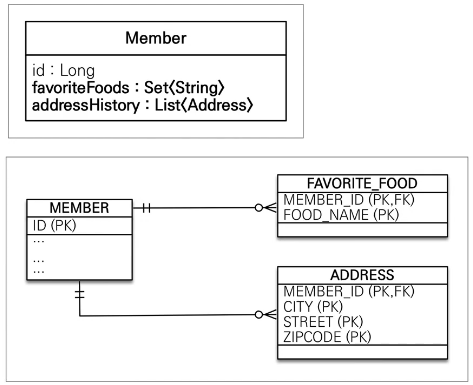 Member
id : Long
favoriteFoods : Set⟨String⟩
addressHistory : List⟨Address⟩
MEMBER
ID (PK)
...
...
...
FAVORITE_FOOD
MEMBER_ID (PK,FK)
FOOD_NAME (PK)
ADDRESS
MEMBER_ID (PK,FK)
CITY (PK)
STREET (PK)
ZIPCODE (PK)